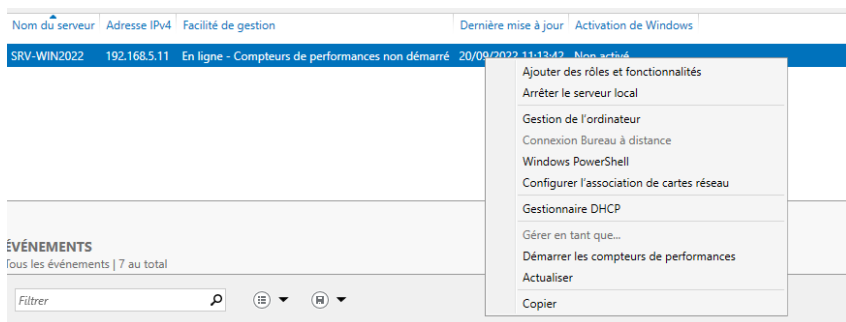 Nom du serveur Adresse IPv4 Facilité de gestion Dernière mise à jour Activation de Windows
SRV-WIN2022 192.168.5.11 En ligne - Compteurs de performances non démarré 20/09/2022 11:13:42 Non activé
Ajouter des rôles et fonctionnalités
Arrêter le serveur local
Gestion de l'ordinateur
Connexion Bureau à distance
Windows PowerShell
Configurer l'association de cartes réseau
Gestionnaire DHCP
Gérer en tant que...
Démarrer les compteurs de performances
Actualiser
Copier
ÉVÉNEMENTS
Tous les événements | 7 au total
Filtrer